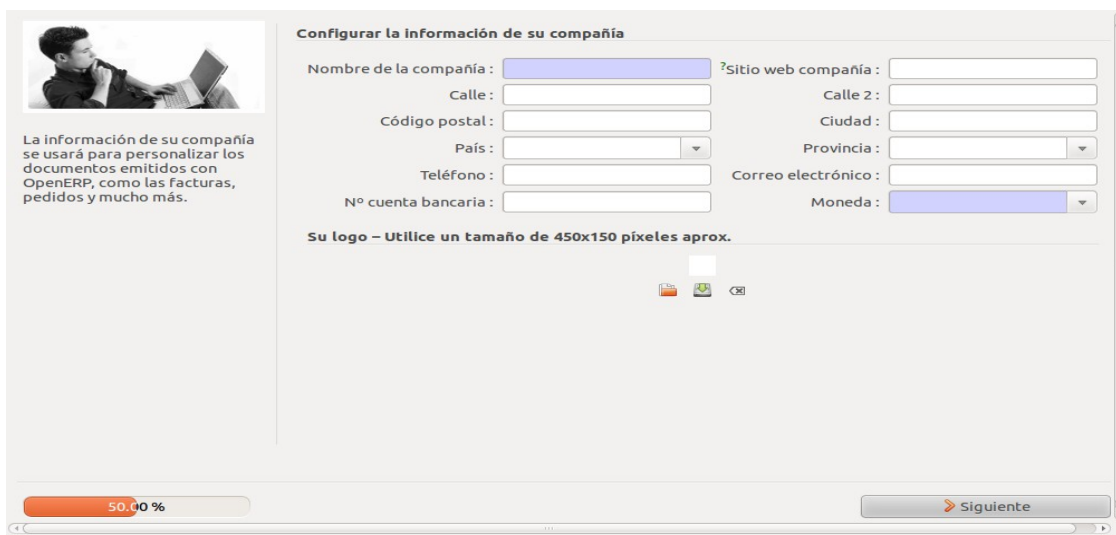 Configurar la información de su compañía
Nombre de la compañía :
?Sitio web compañía :
Calle :
Calle 2 :
Código postal :
Ciudad :
País :
Provincia :
Teléfono :
Correo electrónico :
Nº cuenta bancaria :
Moneda :
La información de su compañía
se usará para personalizar los
documentos emitidos con
OpenERP, como las facturas,
pedidos y mucho más.
Su logo – Utilice un tamaño de 450x150 píxeles aprox.
50.00 %
Siguiente